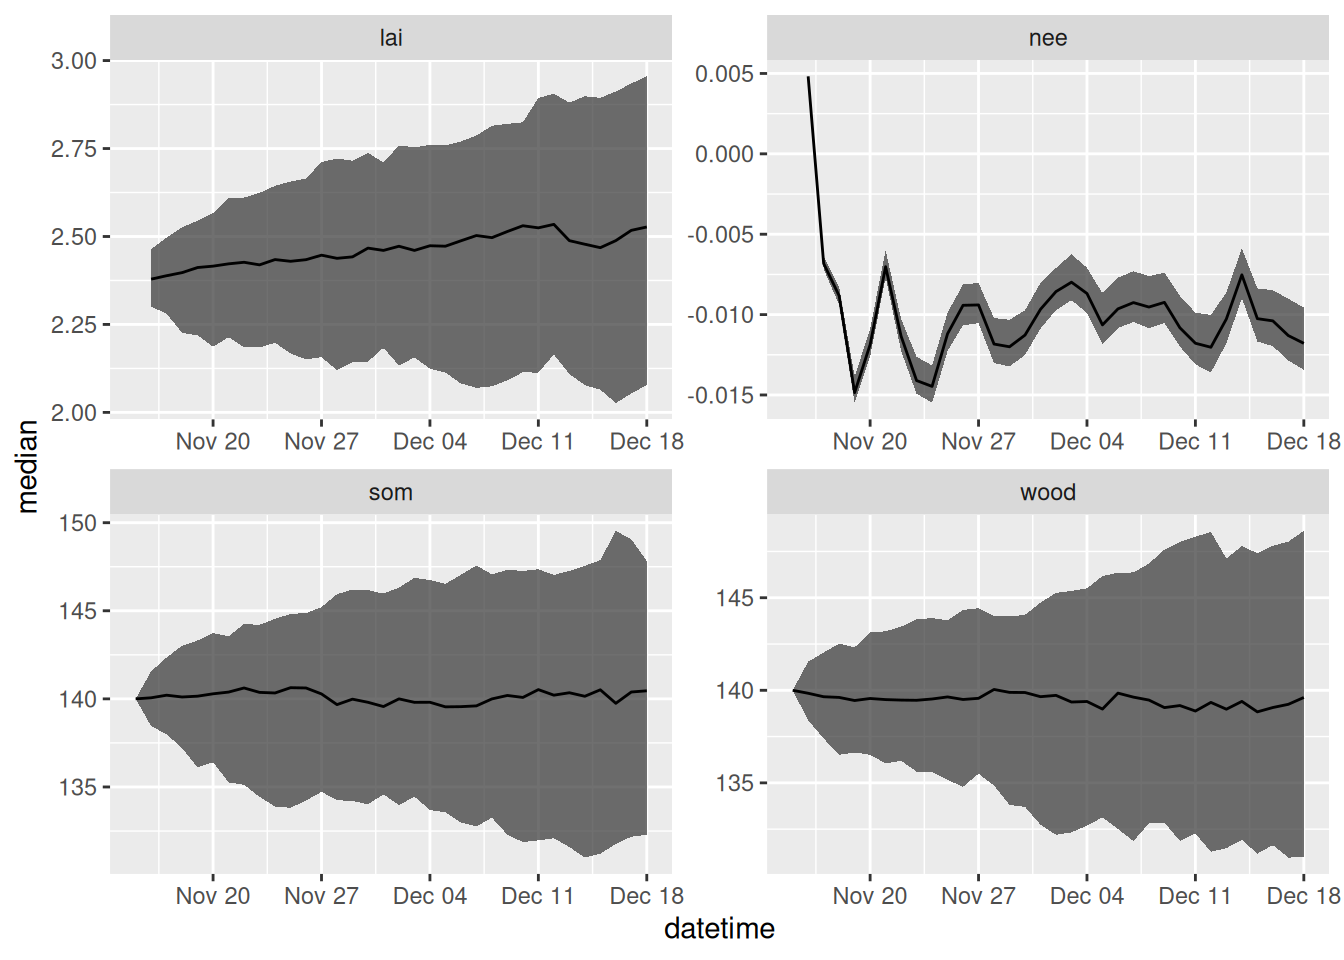 lai
nee
3.00
2.75
2.50
2.25
2.00
0.005
0.000
-0.005
-0.010
-0.015
Nov 20 Nov 27 Dec 04 Dec 11 Dec 18
Nov 20 Nov 27 Dec 04 Dec 11 Dec 18
median
som
wood
150
145
140
135
145
140
135
Nov 20 Nov 27 Dec 04 Dec 11 Dec 18
Nov 20 Nov 27 Dec 04 Dec 11 Dec 18
datetime